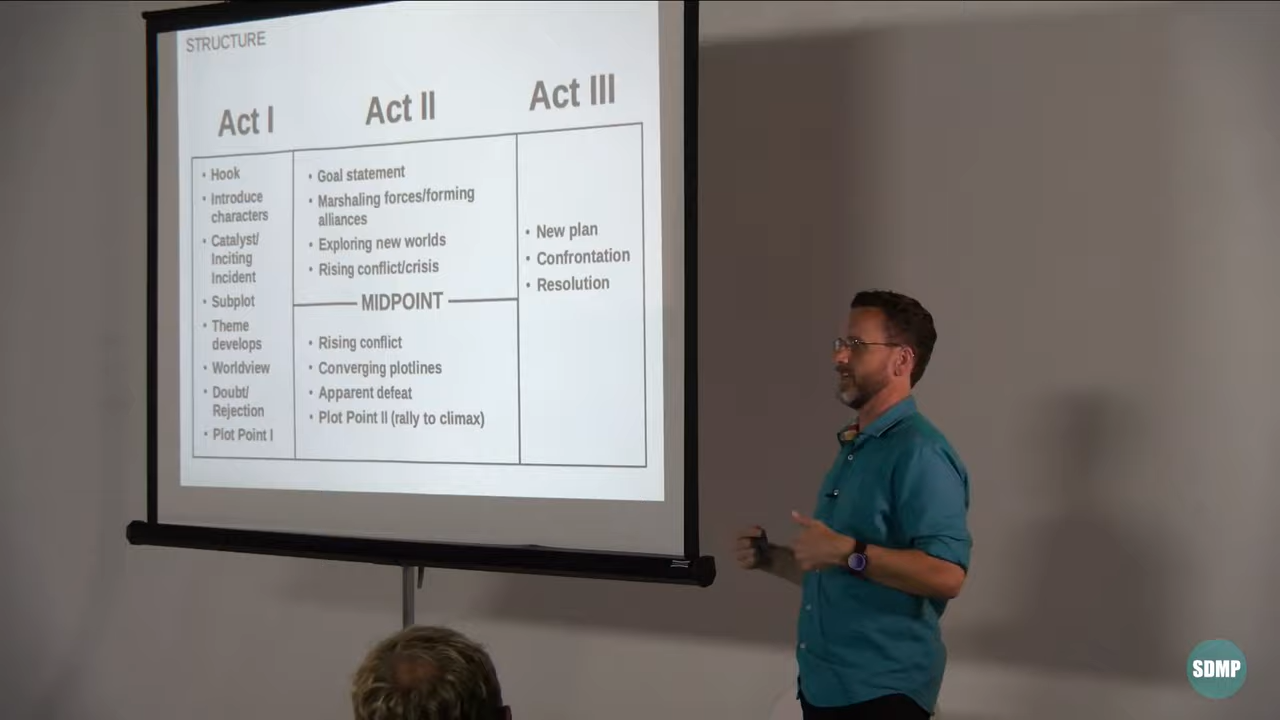 STRUCTURE
Act I
Act II
Act III
• Hook
• Introduce
characters
• Catalyst/
Inciting
Incident
• Subplot
• Theme
develops
• Worldview
• Doubt/
Rejection
• Plot Point I
• Goal statement
• Marshaling forces/forming
alliances
• Exploring new worlds
• Rising conflict/crisis
MIDPOINT
• Rising conflict
• Converging plotlines
• Apparent defeat
• Plot Point II (rally to climax)
• New plan
• Confrontation
• Resolution
SDMP